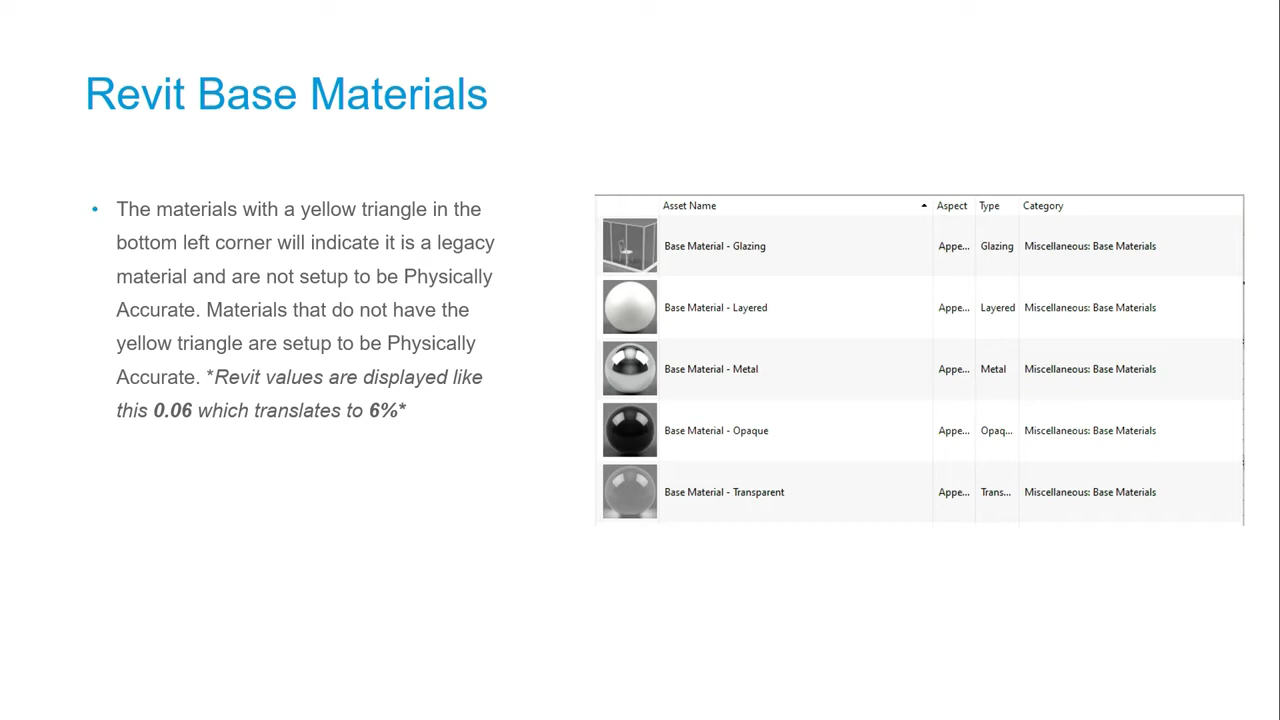 Revit Base Materials
• The materials with a yellow triangle in the
bottom left corner will indicate it is a legacy
material and are not setup to be Physically
Accurate. Materials that do not have the
yellow triangle are setup to be Physically
Accurate. *Revit values are displayed like
this 0.06 which translates to 6%*
Asset Name Aspect Type Category
Base Material - Glazing Appe... Glazing Miscellaneous: Base Materials
Base Material - Layered Appe... Layered Miscellaneous: Base Materials
Base Material - Metal Appe... Metal Miscellaneous: Base Materials
Base Material - Opaque Appe... Opaq... Miscellaneous: Base Materials
Base Material - Transparent Appe... Trans... Miscellaneous: Base Materials